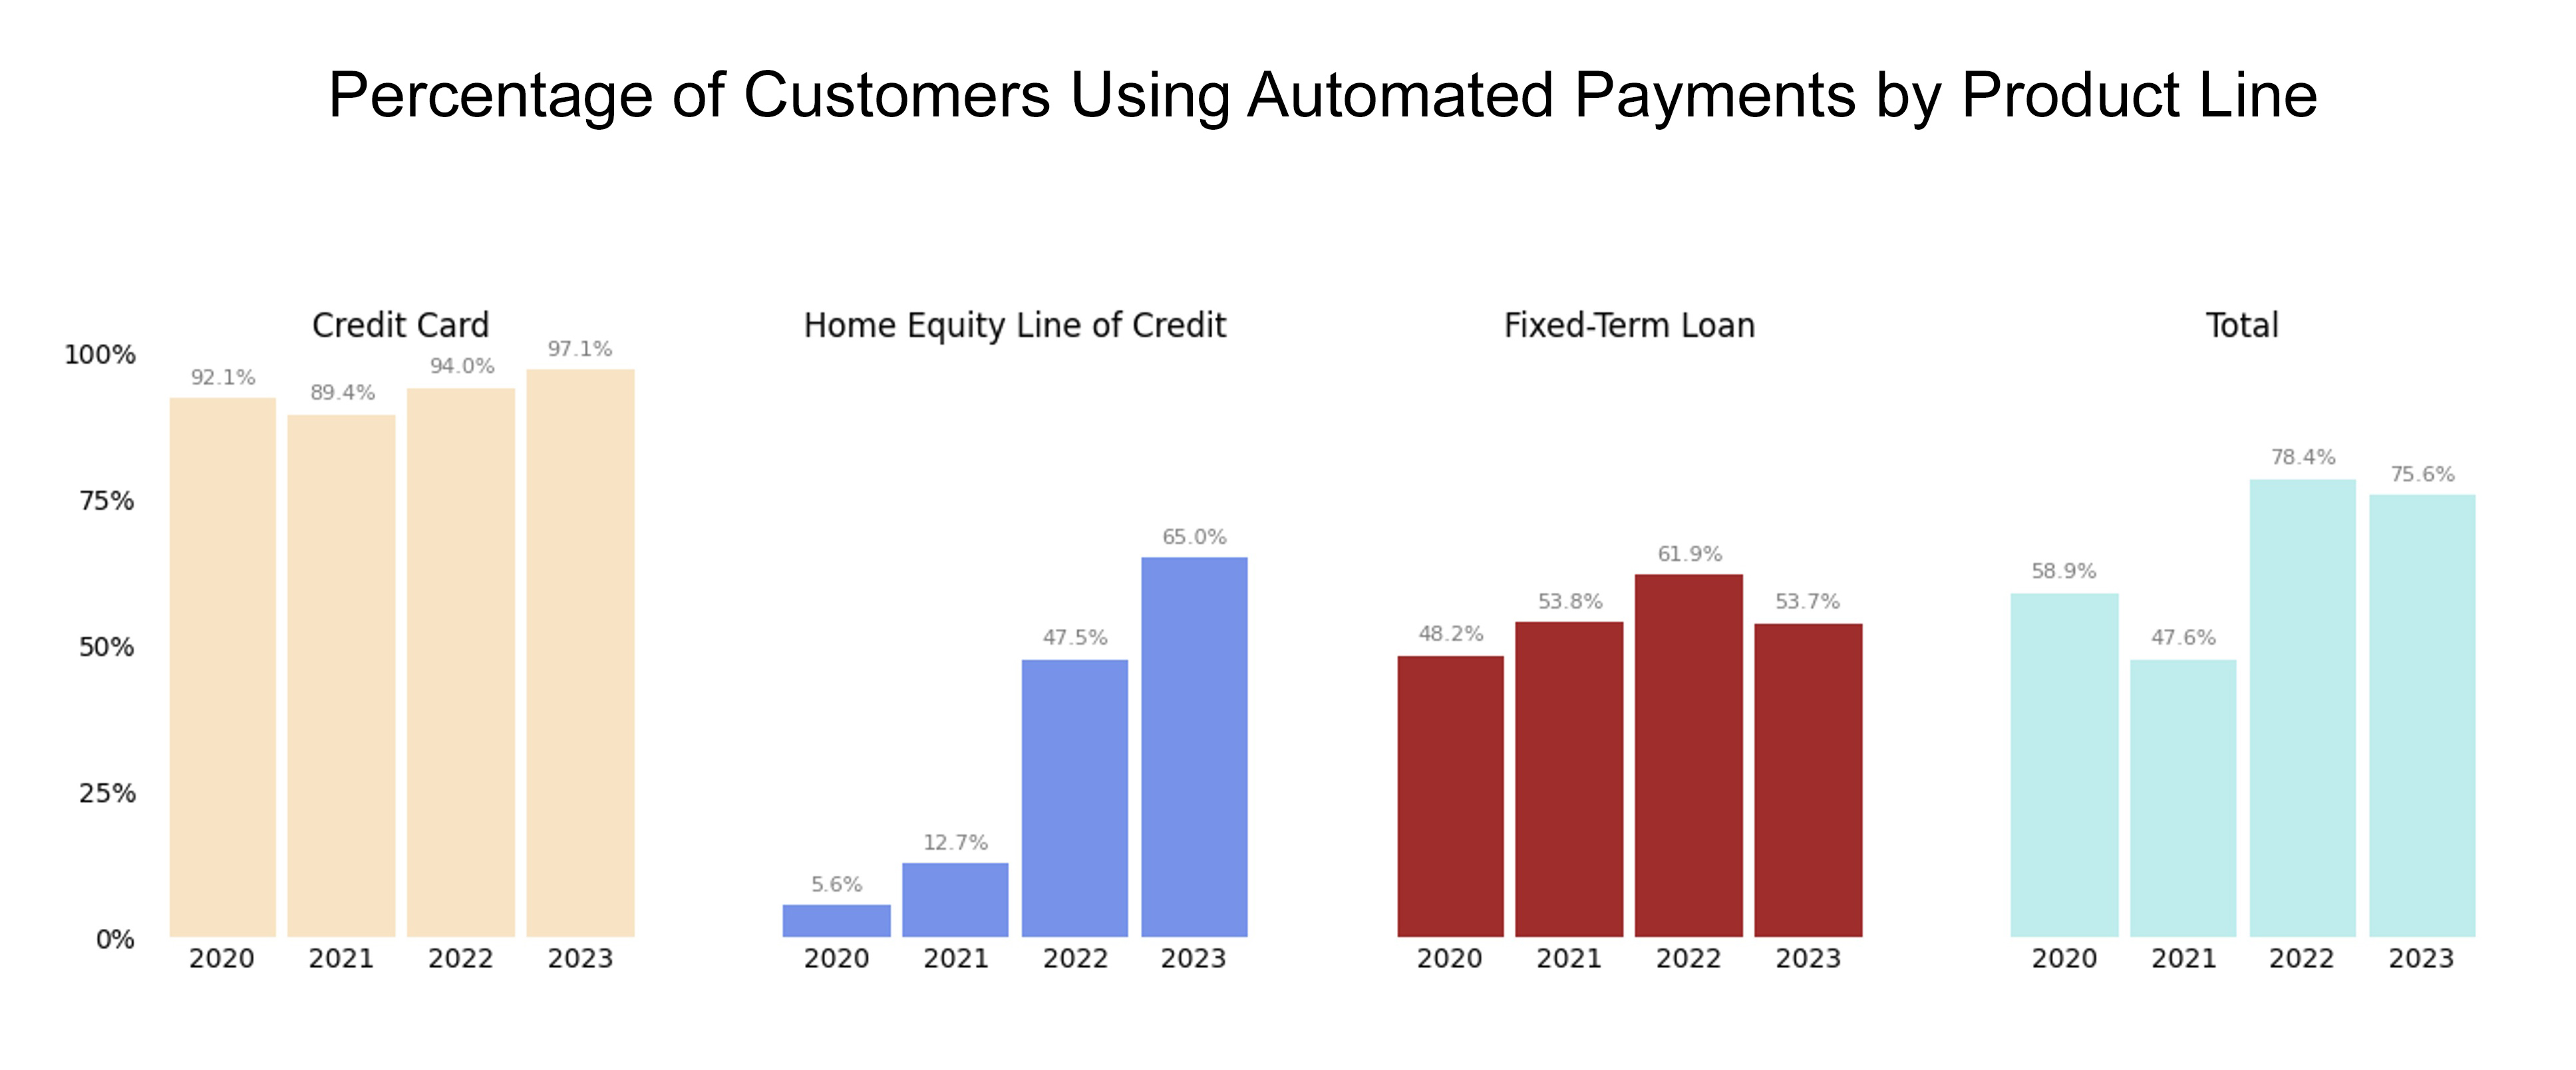 Percentage of Customers Using Automated Payments by Product Line
Credit Card
100%
75%
50%
25%
0%
92.1%
89.4%
94.0%
97.1%
2020 2021 2022 2023
Home Equity Line of Credit
5.6%
12.7%
47.5%
65.0%
2020 2021 2022 2023
Fixed-Term Loan
48.2%
53.8%
61.9%
53.7%
2020 2021 2022 2023
Total
58.9%
47.6%
78.4%
75.6%
2020 2021 2022 2023